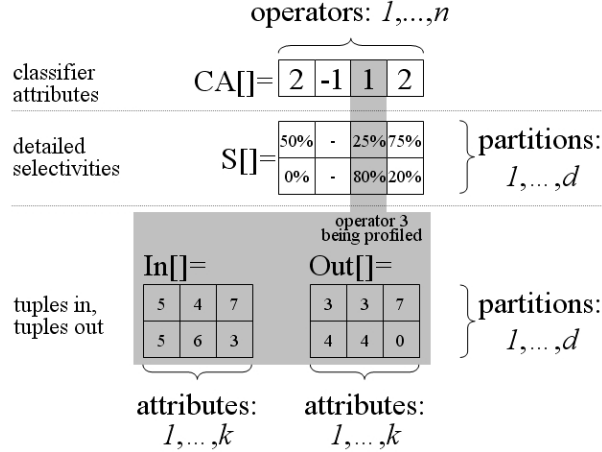 operators: 1,...,n
classifier attributes
CA[]= 2 -1 1 2
detailed selectivities
S[]=
50% - 25% 75%
0% - 80% 20%
partitions:
1,...,d
operator 3
being profiled
In[]= Out[]=
tuples in,
tuples out
5 4 7 3 3 7
5 6 3 4 4 0
partitions:
1,...,d
attributes: attributes:
1,...,k 1,...,k